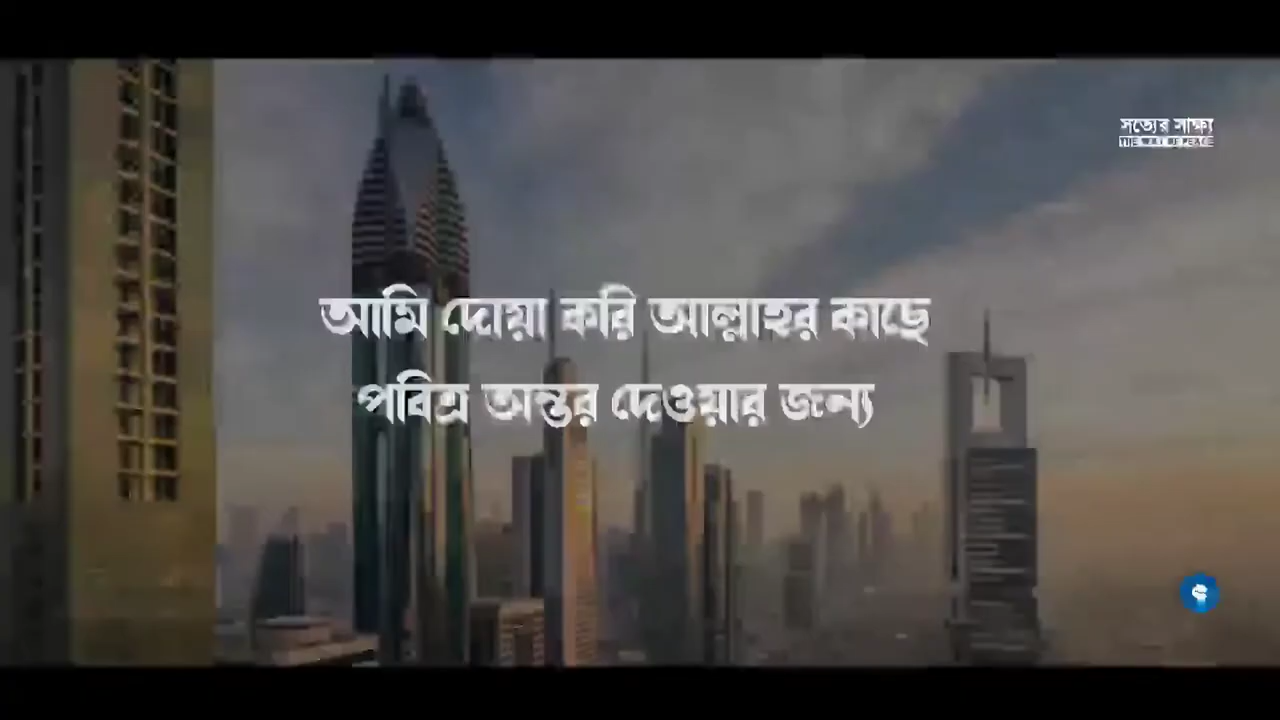 সত্যের সাক্ষ্য
আমি দোয়া করি আল্লাহর কাছে
পবিত্র অন্তর দেওয়ার জন্য